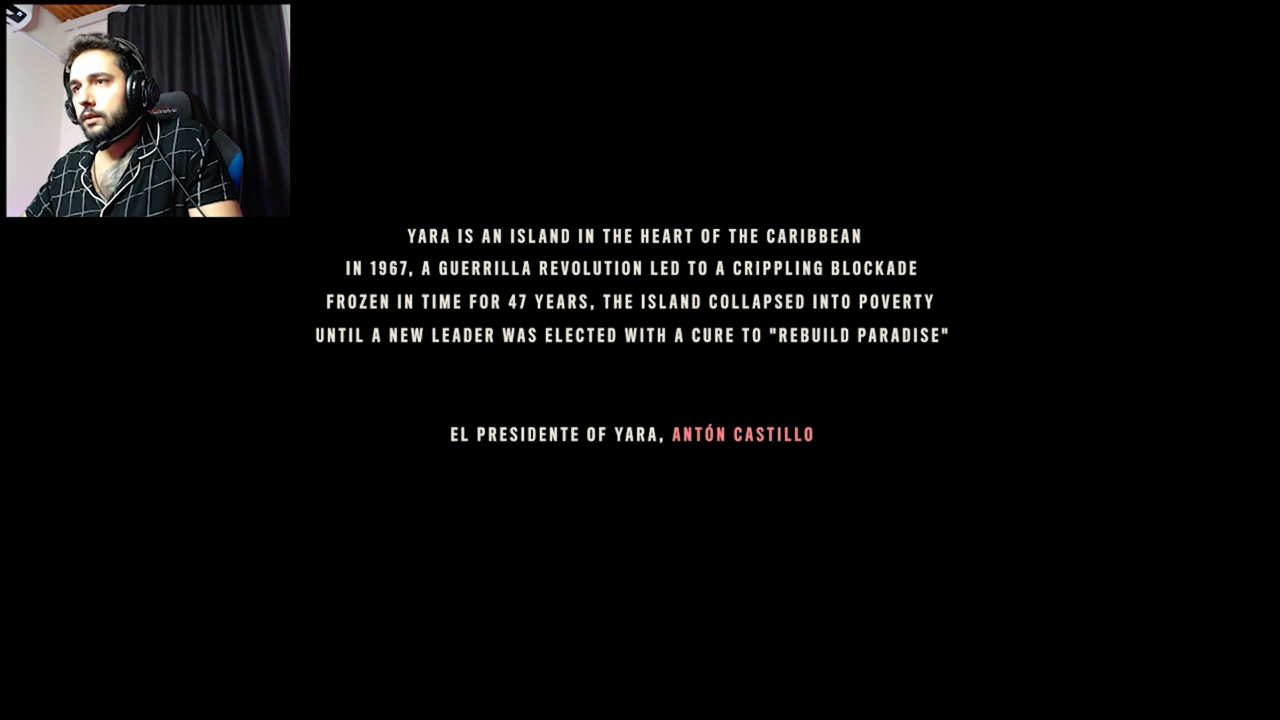 YARA IS AN ISLAND IN THE HEART OF THE CARIBBEAN
IN 1967, A GUERRILLA REVOLUTION LED TO A CRIPPLING BLOCKADE
FROZEN IN TIME FOR 47 YEARS, THE ISLAND COLLAPSED INTO POVERTY
UNTIL A NEW LEADER WAS ELECTED WITH A CURE TO "REBUILD PARADISE"
EL PRESIDENTE OF YARA, ANTÓN CASTILLO